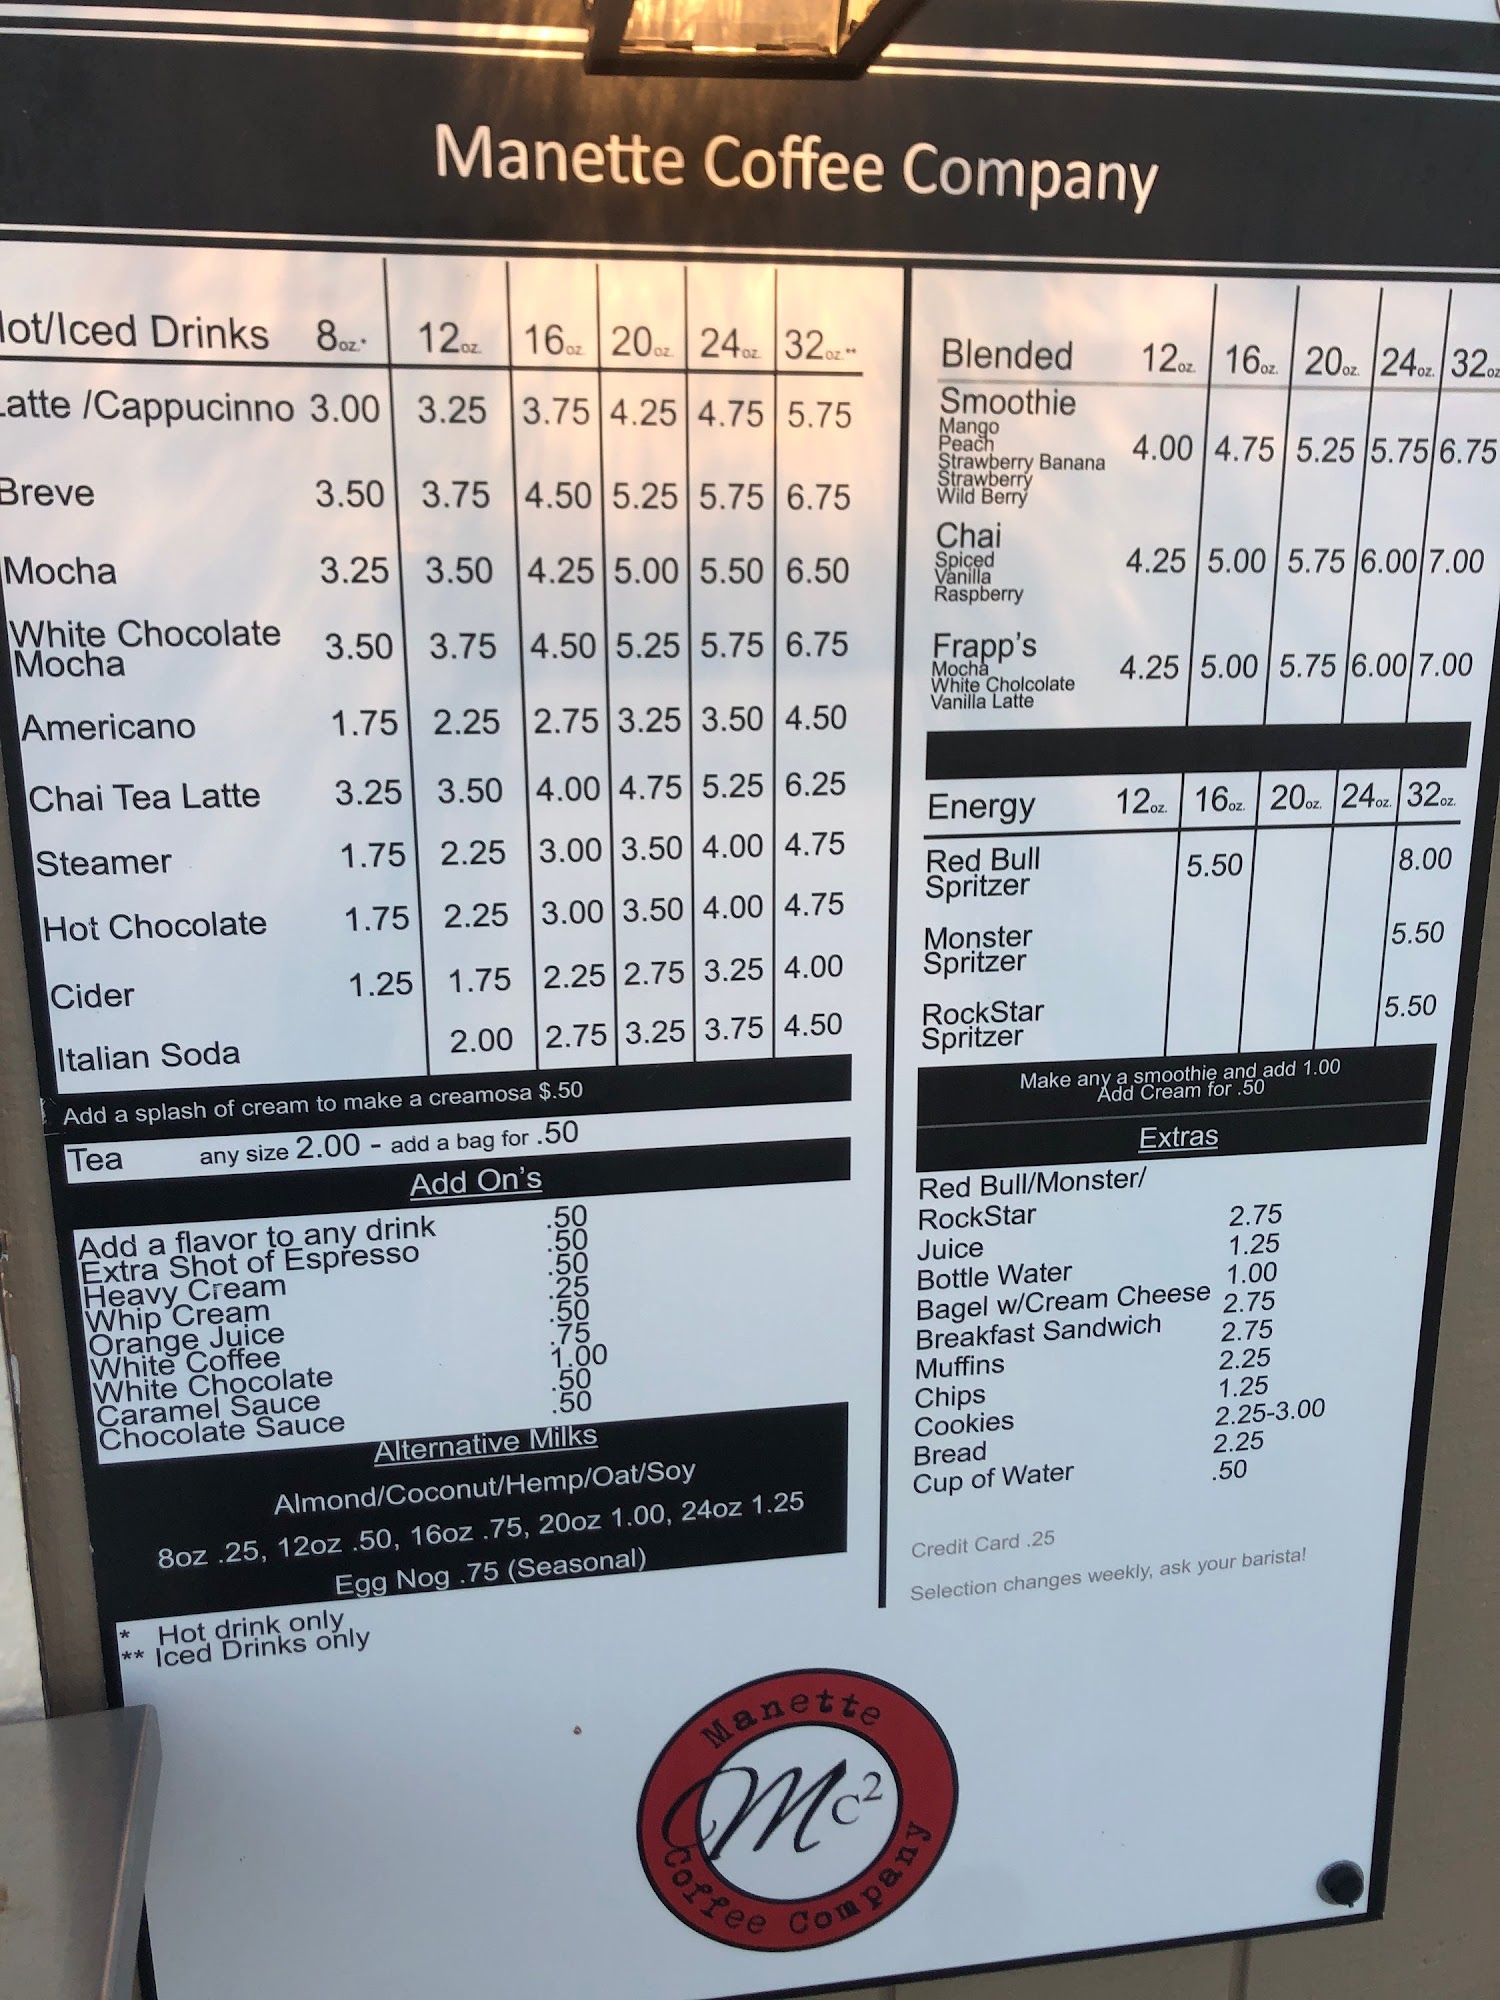 Manette Coffee Company
Hot/Iced Drinks 8oz.* 12oz. 16oz 20oz. 24oz. 32oz.**
Latte /Cappucinno 3.00 3.25 3.75 4.25 4.75 5.75
Breve 3.50 3.75 4.50 5.25 5.75 6.75
Mocha 3.25 3.50 4.25 5.00 5.50 6.50
White Chocolate
Mocha 3.50 3.75 4.50 5.25 5.75 6.75
Americano 1.75 2.25 2.75 3.25 3.50 4.50
Chai Tea Latte 3.25 3.50 4.00 4.75 5.25 6.25
Steamer 1.75 2.25 3.00 3.50 4.00 4.75
Hot Chocolate 1.75 2.25 3.00 3.50 4.00 4.75
Cider 1.25 1.75 2.25 2.75 3.25 4.00
Italian Soda 2.00 2.75 3.25 3.75 4.50
Add a splash of cream to make a creamosa $.50
Tea any size 2.00 - add a bag for .50
Add On's
Add a flavor to any drink .50
Extra Shot of Espresso .50
Heavy Cream .50
Whip Cream .25
Orange Juice .50
White Coffee .75
White Chocolate 1.00
Caramel Sauce .50
Chocolate Sauce .50
Alternative Milks
Almond/Coconut/Hemp/Oat/Soy
8oz .25, 12oz .50, 16oz .75, 20oz 1.00, 24oz 1.25
Egg Nog .75 (Seasonal)
* Hot drink only
** Iced Drinks only
Blended 12oz. 16oz. 20oz. 24oz. 32oz
Smoothie
Mango
Peach 4.00 4.75 5.25 5.75 6.75
Strawberry Banana
Strawberry
Wild Berry
Chai
Spiced 4.25 5.00 5.75 6.00 7.00
Vanilla
Raspberry
Frapp's
Mocha 4.25 5.00 5.75 6.00 7.00
White Cholcolate
Vanilla Latte
Energy 12oz. 16oz. 20oz. 24oz. 32oz.
Red Bull 5.50 8.00
Spritzer
Monster 5.50
Spritzer
RockStar 5.50
Spritzer
Make any a smoothie and add 1.00
Add Cream for .50
Extras
Red Bull/Monster/
RockStar 2.75
Juice 1.25
Bottle Water 1.00
Bagel w/Cream Cheese 2.75
Breakfast Sandwich 2.75
Muffins 2.25
Chips 1.25
Cookies 2.25-3.00
Bread 2.25
Cup of Water .50
Credit Card .25
Selection changes weekly, ask your barista!
Manette
Mc2
Coffee Company